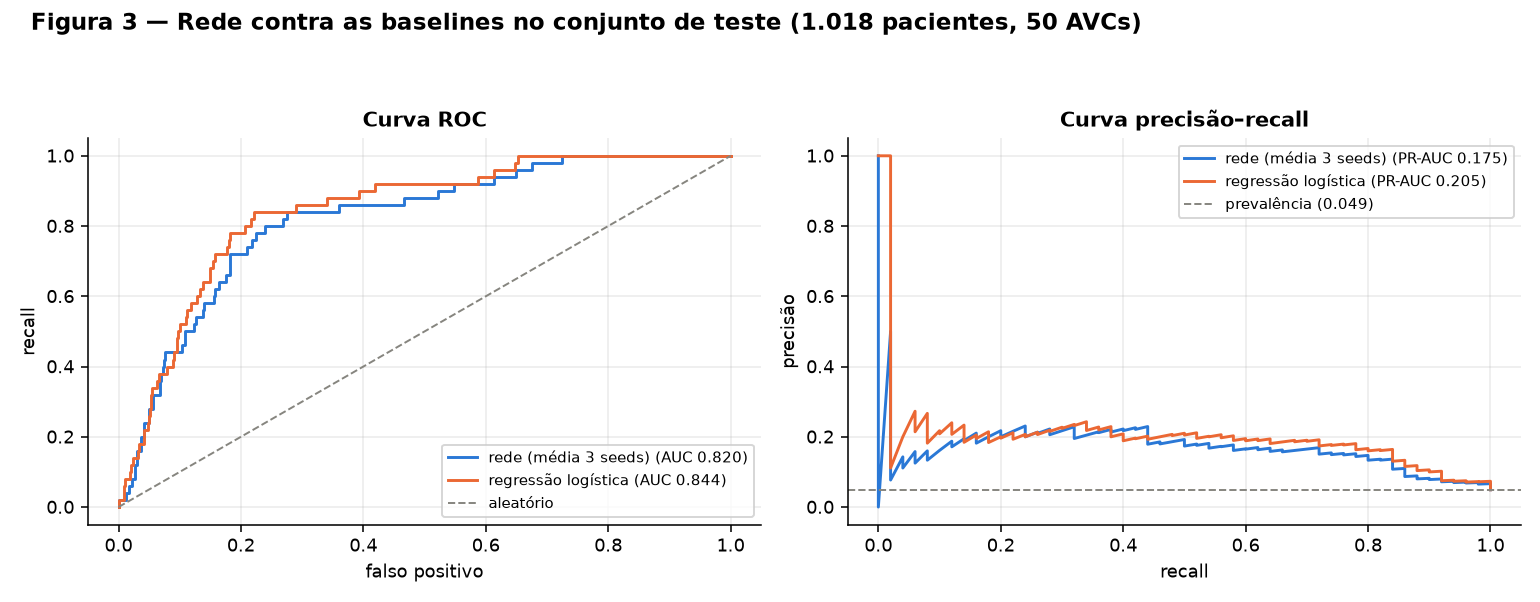 Figura 3 — Rede contra as baselines no conjunto de teste (1.018 pacientes, 50 AVCs)
Curva ROC
recall
1.0
0.8
0.6
0.4
0.2
0.0
0.0 0.2 0.4 0.6 0.8 1.0
falso positivo
rede (média 3 seeds) (AUC 0.820)
regressão logística (AUC 0.844)
aleatório
Curva precisão–recall
precisão
1.0
0.8
0.6
0.4
0.2
0.0
0.0 0.2 0.4 0.6 0.8 1.0
recall
rede (média 3 seeds) (PR-AUC 0.175)
regressão logística (PR-AUC 0.205)
prevalência (0.049)